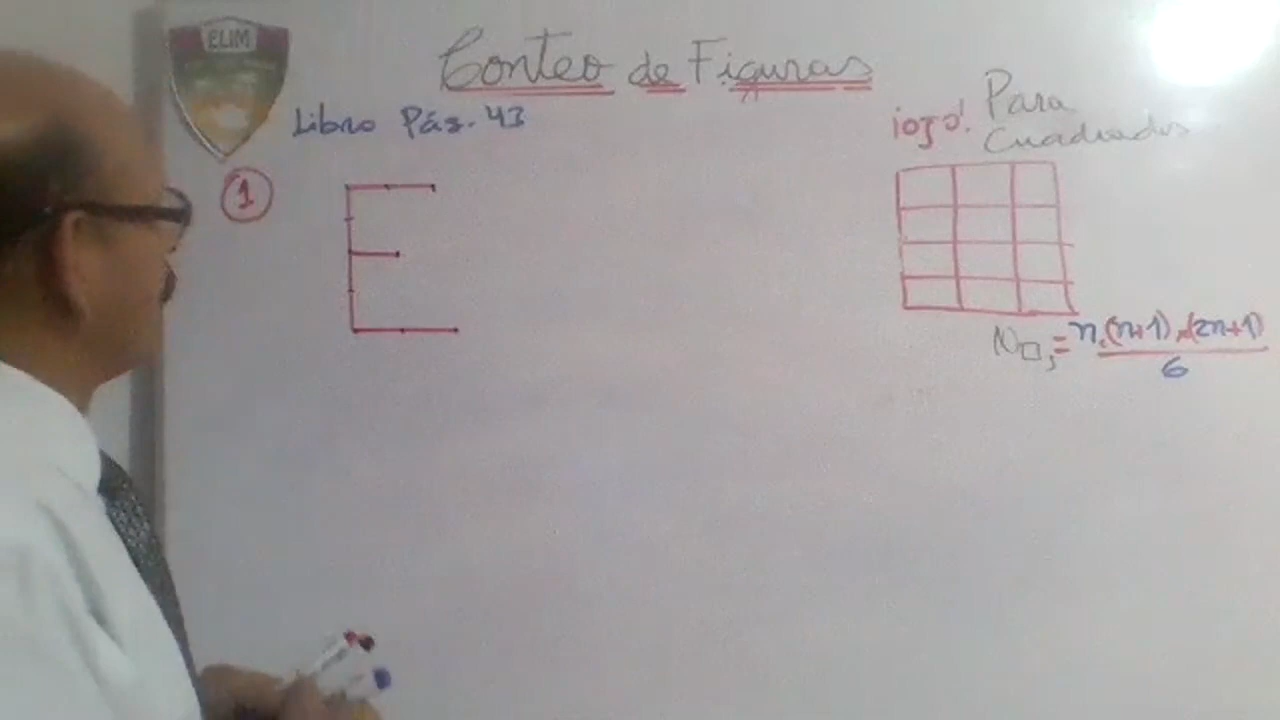 ELIM
Conteo de Figuras
Libro Pág. 43
¡ojo! Para
Cuadrados
1
N□s = n.(n+1).(2n+1)
6